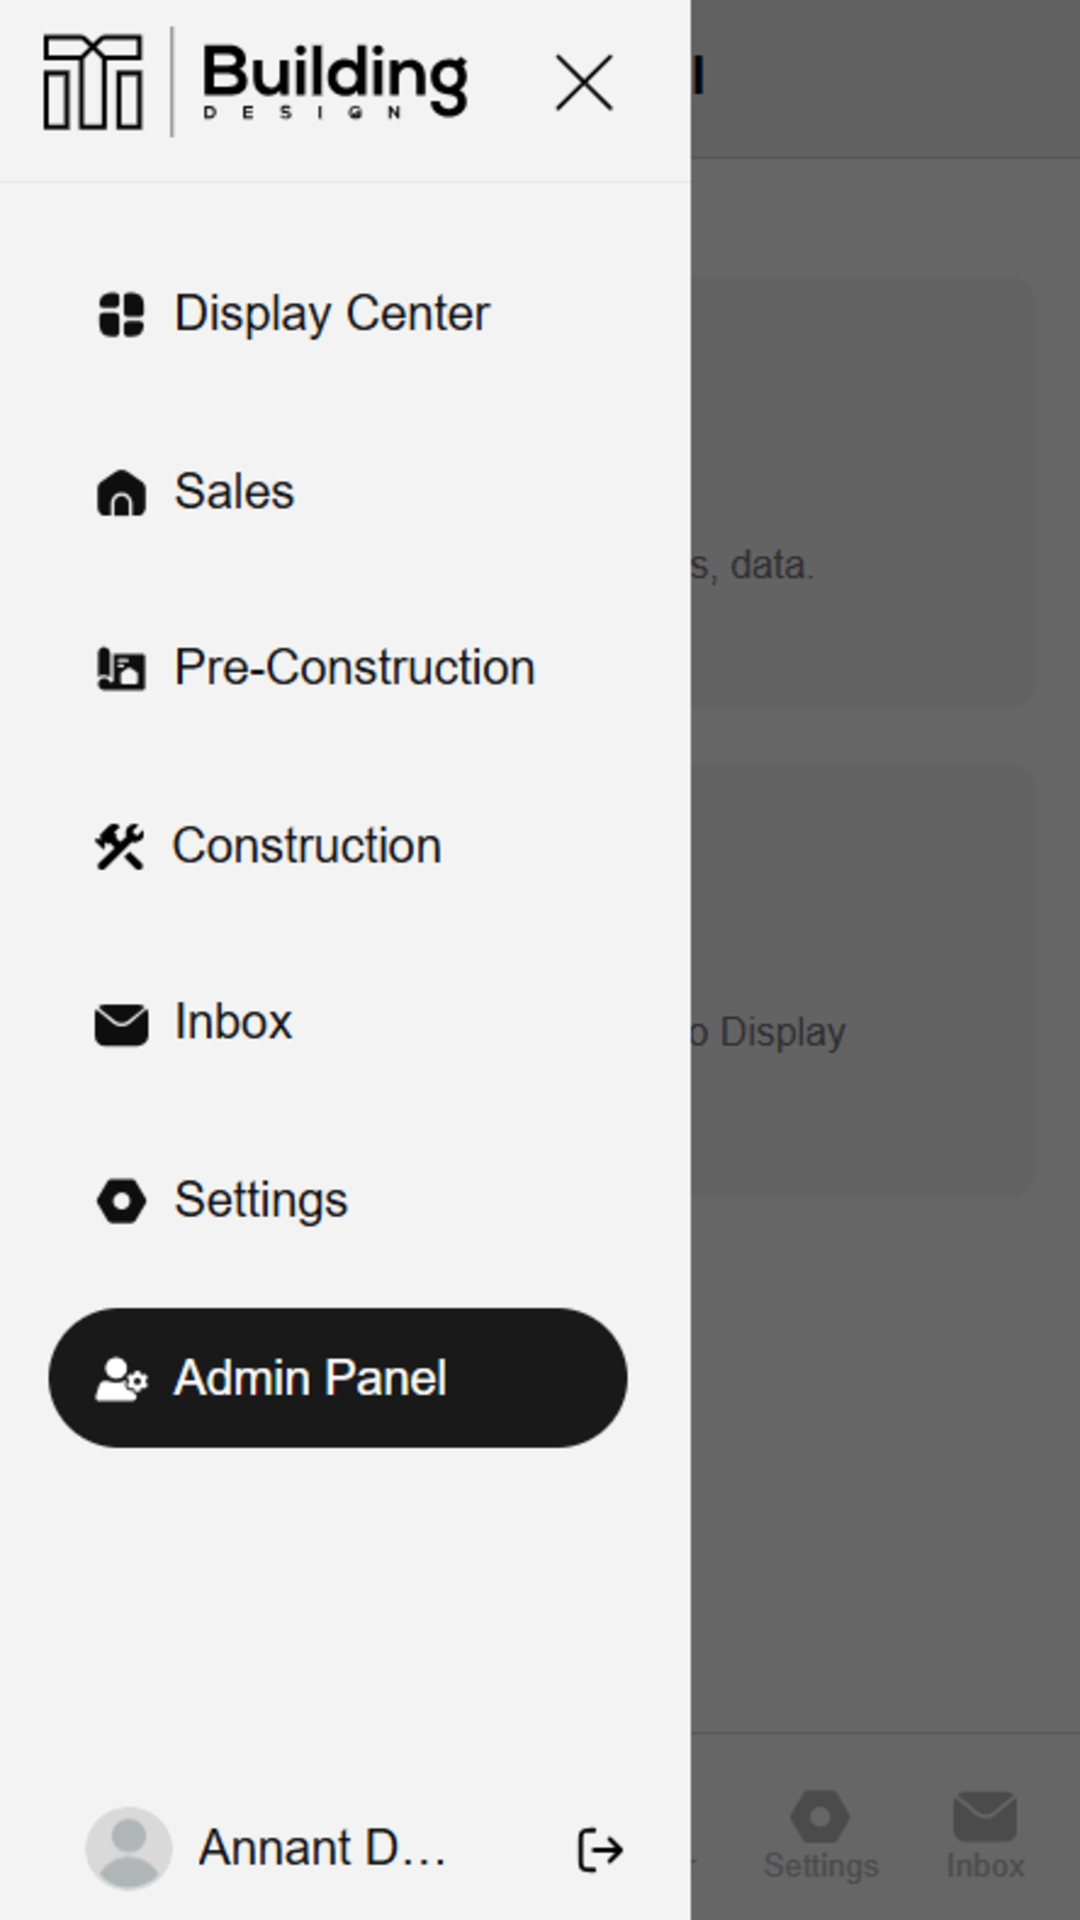 Building
DESIGN
l
Display Center
Sales
s, data.
Pre-Construction
Construction
Inbox
o Display
Settings
Admin Panel
Annant D...
Settings
Inbox